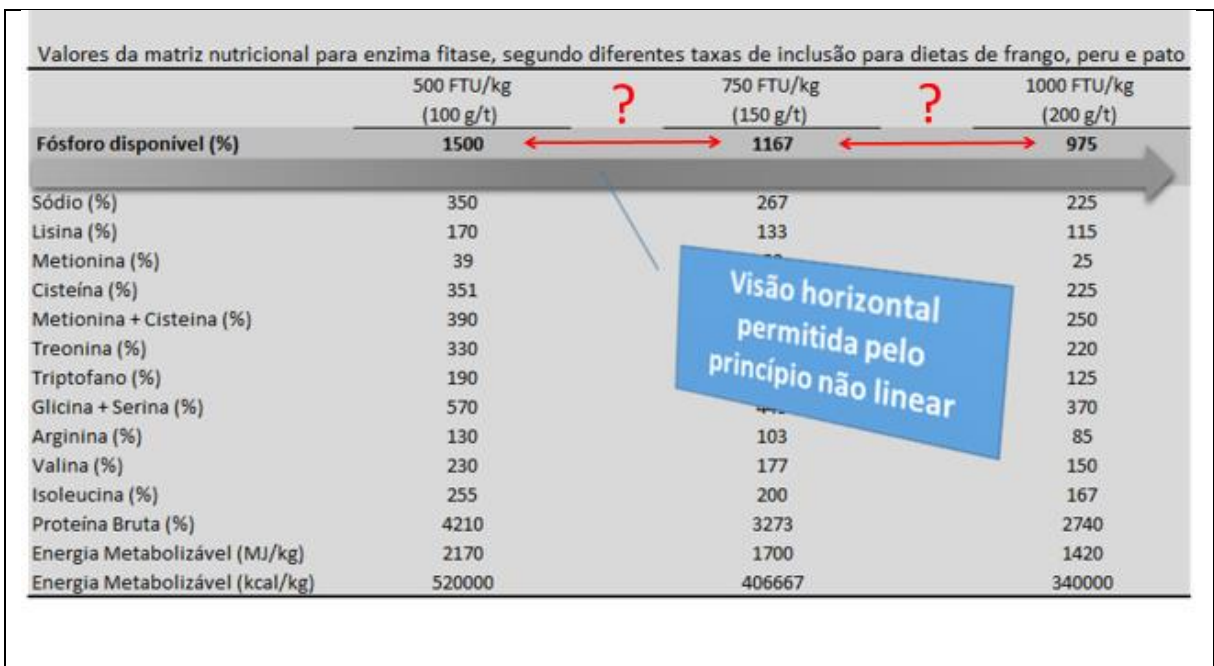 Valores da matriz nutricional para enzima fitase, segundo diferentes taxas de inclusão para dietas de frango, peru e pato
500 FTU/kg ? 750 FTU/kg ? 1000 FTU/kg
(100 g/t) (150 g/t) (200 g/t)
Fósforo disponível (%) 1500 1167 975
Sódio (%) 350 267 225
Lisina (%) 170 133 115
Metionina (%) 39 25
Cisteína (%) 351 225
Metionina + Cisteina (%) 390 250
Treonina (%) 330 220
Triptofano (%) 190 125
Glicina + Serina (%) 570 370
Arginina (%) 130 103 85
Valina (%) 230 177 150
Isoleucina (%) 255 200 167
Proteína Bruta (%) 4210 3273 2740
Energia Metabolizável (MJ/kg) 2170 1700 1420
Energia Metabolizável (kcal/kg) 520000 406667 340000
Visão horizontal
permitida pelo
princípio não linear